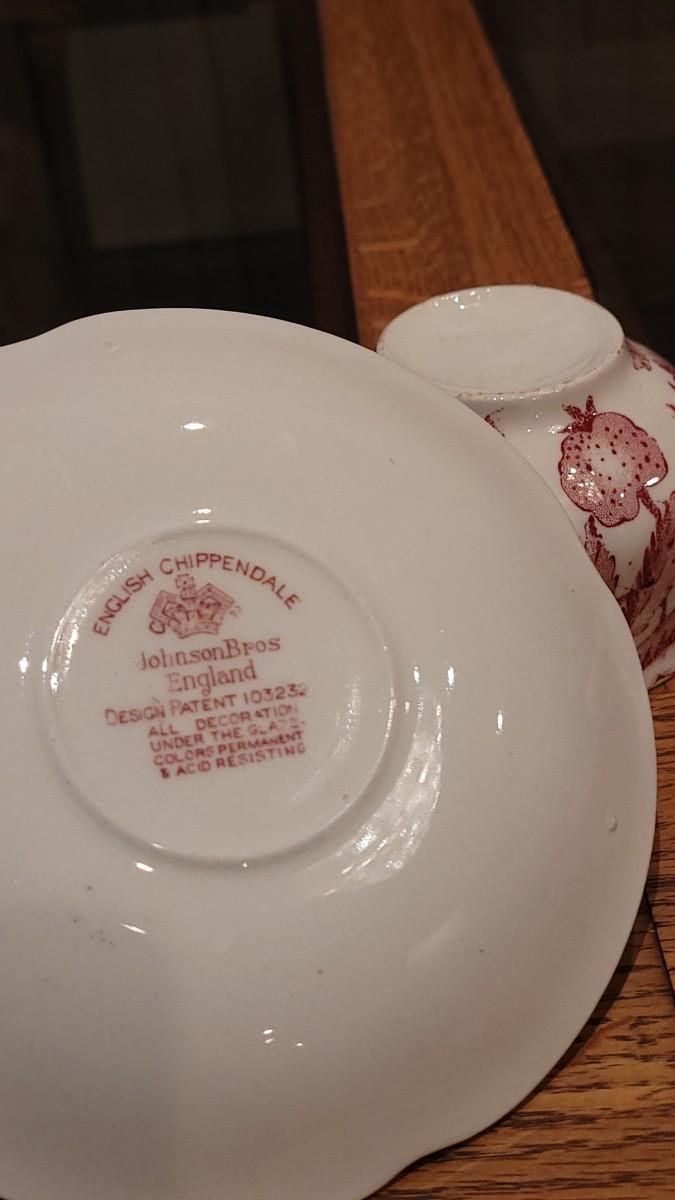 ENGLISH CHIPPENDALE
JohnsonBros
England
DESIGN PATENT 103232
ALL DECORATION
UNDER THE GLAZE-
COLORS PERMANENT
& ACID RESISTING